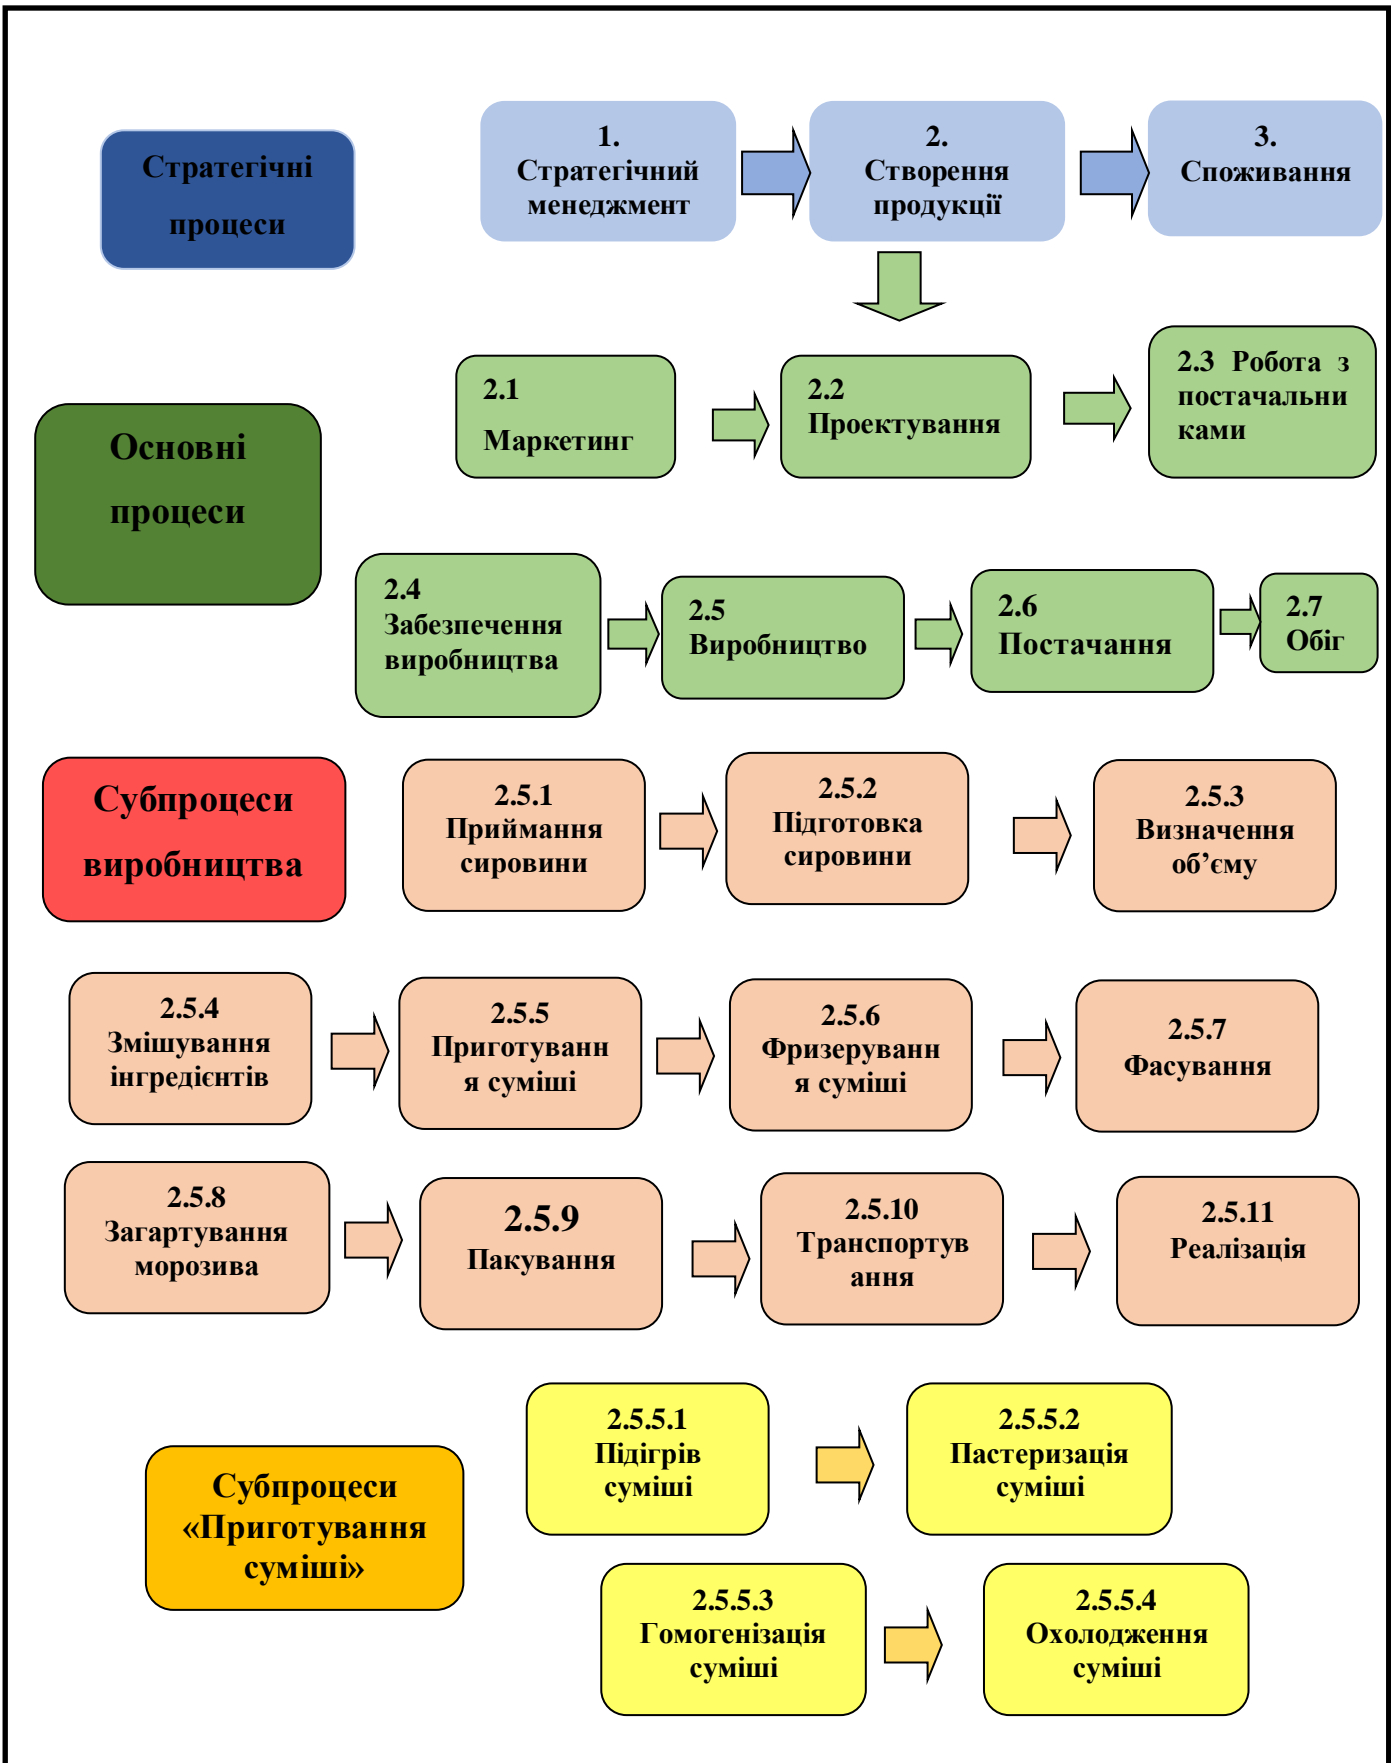 Стратегічні
процеси
1.
Стратегічний
менеджмент
2.
Створення
продукції
3.
Споживання
Основні
процеси
2.1
Маркетинг
2.2
Проектування
2.3 Робота з
постачальни
ками
2.4
Забезпечення
виробництва
2.5
Виробництво
2.6
Постачання
2.7
Обіг
Субпроцеси
виробництва
2.5.1
Приймання
сировини
2.5.2
Підготовка
сировини
2.5.3
Визначення
об’єму
2.5.4
Змішування
інгредієнтів
2.5.5
Приготуванн
я суміші
2.5.6
Фризеруванн
я суміші
2.5.7
Фасування
2.5.8
Загартування
морозива
2.5.9
Пакування
2.5.10
Транспортув
ання
2.5.11
Реалізація
Субпроцеси
«Приготування
суміші»
2.5.5.1
Підігрів
суміші
2.5.5.2
Пастеризація
суміші
2.5.5.3
Гомогенізація
суміші
2.5.5.4
Охолодження
суміші